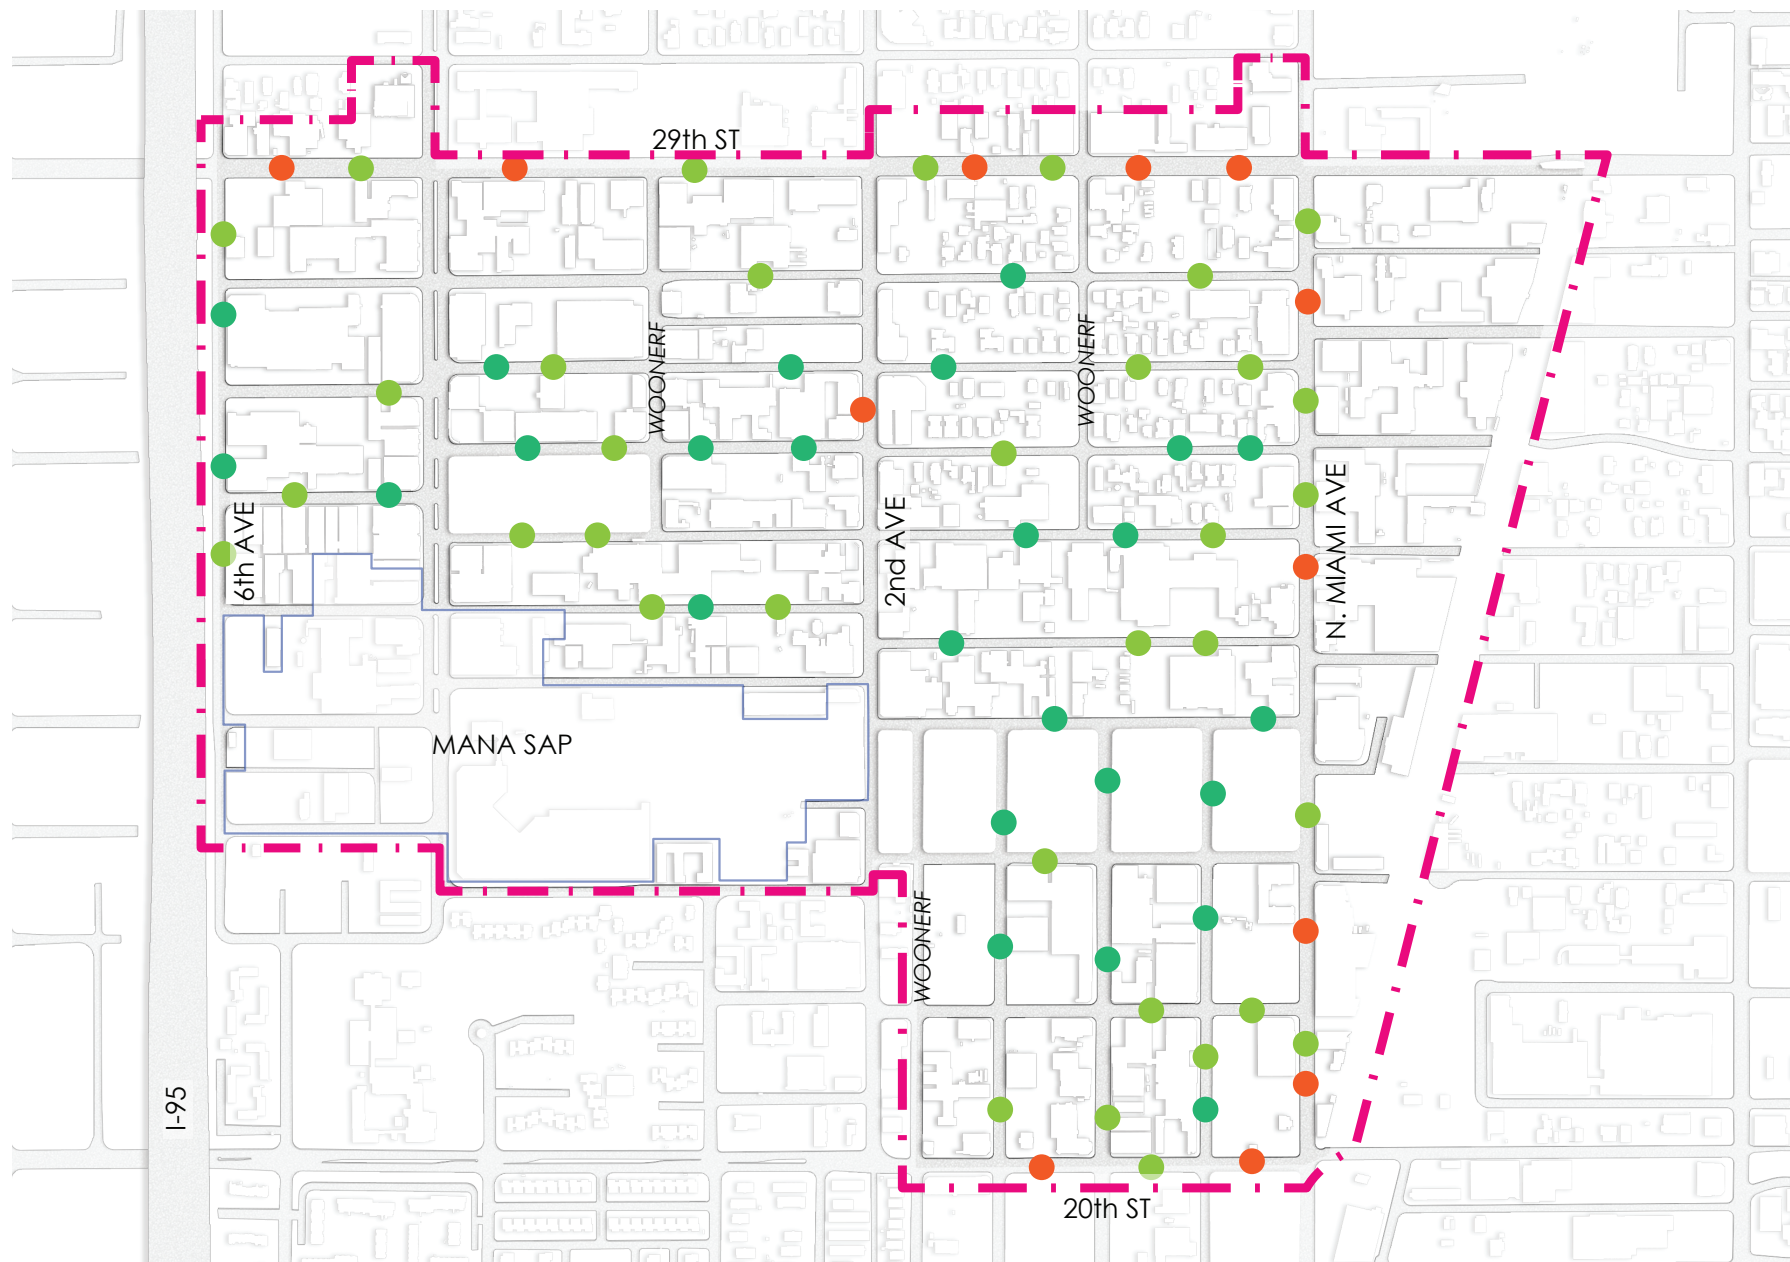 29th ST
WOONERF
WOONERF
6th AVE
2nd AVE
N. MIAMI AVE
MANA SAP
WOONERF
I-95
20th ST